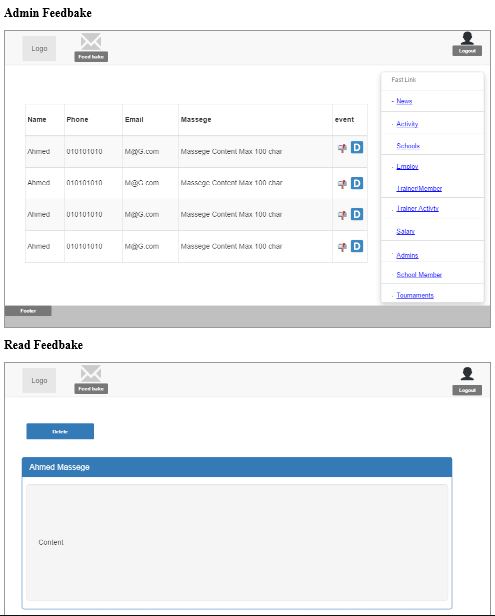 Admin Feedbake
Logo
Feed bake
Logout
Fast Link
- News
- Activity
Schools
- Employ
Trainer/Member
- Trainer Activty
Salary
- Admins
- School Member
- Tournaments
Name Phone Email Massege event
Ahmed 010101010 M@G.com Massege Content Max 100 char D
Ahmed 010101010 M@G.com Massege Content Max 100 char D
Ahmed 010101010 M@G.com Massege Content Max 100 char D
Ahmed 010101010 M@G.com Massege Content Max 100 char D
Footer
Read Feedbake
Logo
Feed bake
Logout
Delete
Ahmed Massege
Content